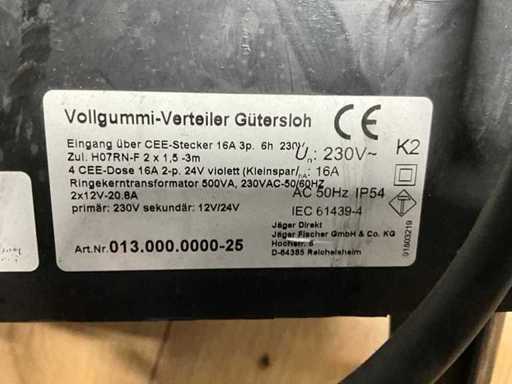 Vollgummi-Verteiler Gütersloh
CE
Eingang über CEE-Stecker 16A 3p. 6h 230V
Zul. H07RN-F 2 x 1,5 -3m
4 CEE-Dose 16A 2-p. 24V violett (Kleinspan
Ringekerntransformator 500VA, 230VAC-50/60HZ
2x12V-20.8A
primär: 230V sekundär: 12V/24V
Un: 230V~ K2
InA: 16A
AC 50Hz IP54
IEC 61439-4
Art.Nr. 013.000.0000-25
Jäger Direkt
Jäger Fischer GmbH & Co. KG
Hochstr. 6
D-64385 Reichelsheim
01803219